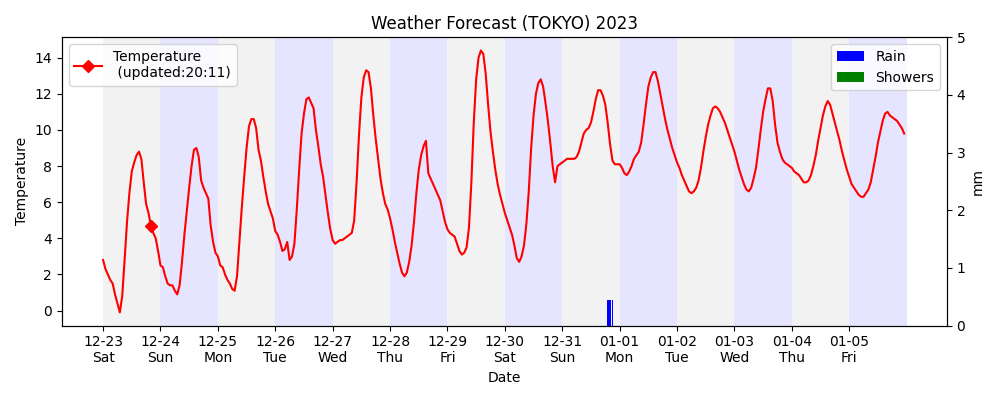 Weather Forecast (TOKYO) 2023
Temperature
(updated:20:11)
Rain
Showers
Temperature
14
12
10
8
6
4
2
0
5
4
3
2
1
0
mm
12-23 12-24 12-25 12-26 12-27 12-28 12-29 12-30 12-31 01-01 01-02 01-03 01-04 01-05
Sat Sun Mon Tue Wed Thu Fri Sat Sun Mon Tue Wed Thu Fri
Date